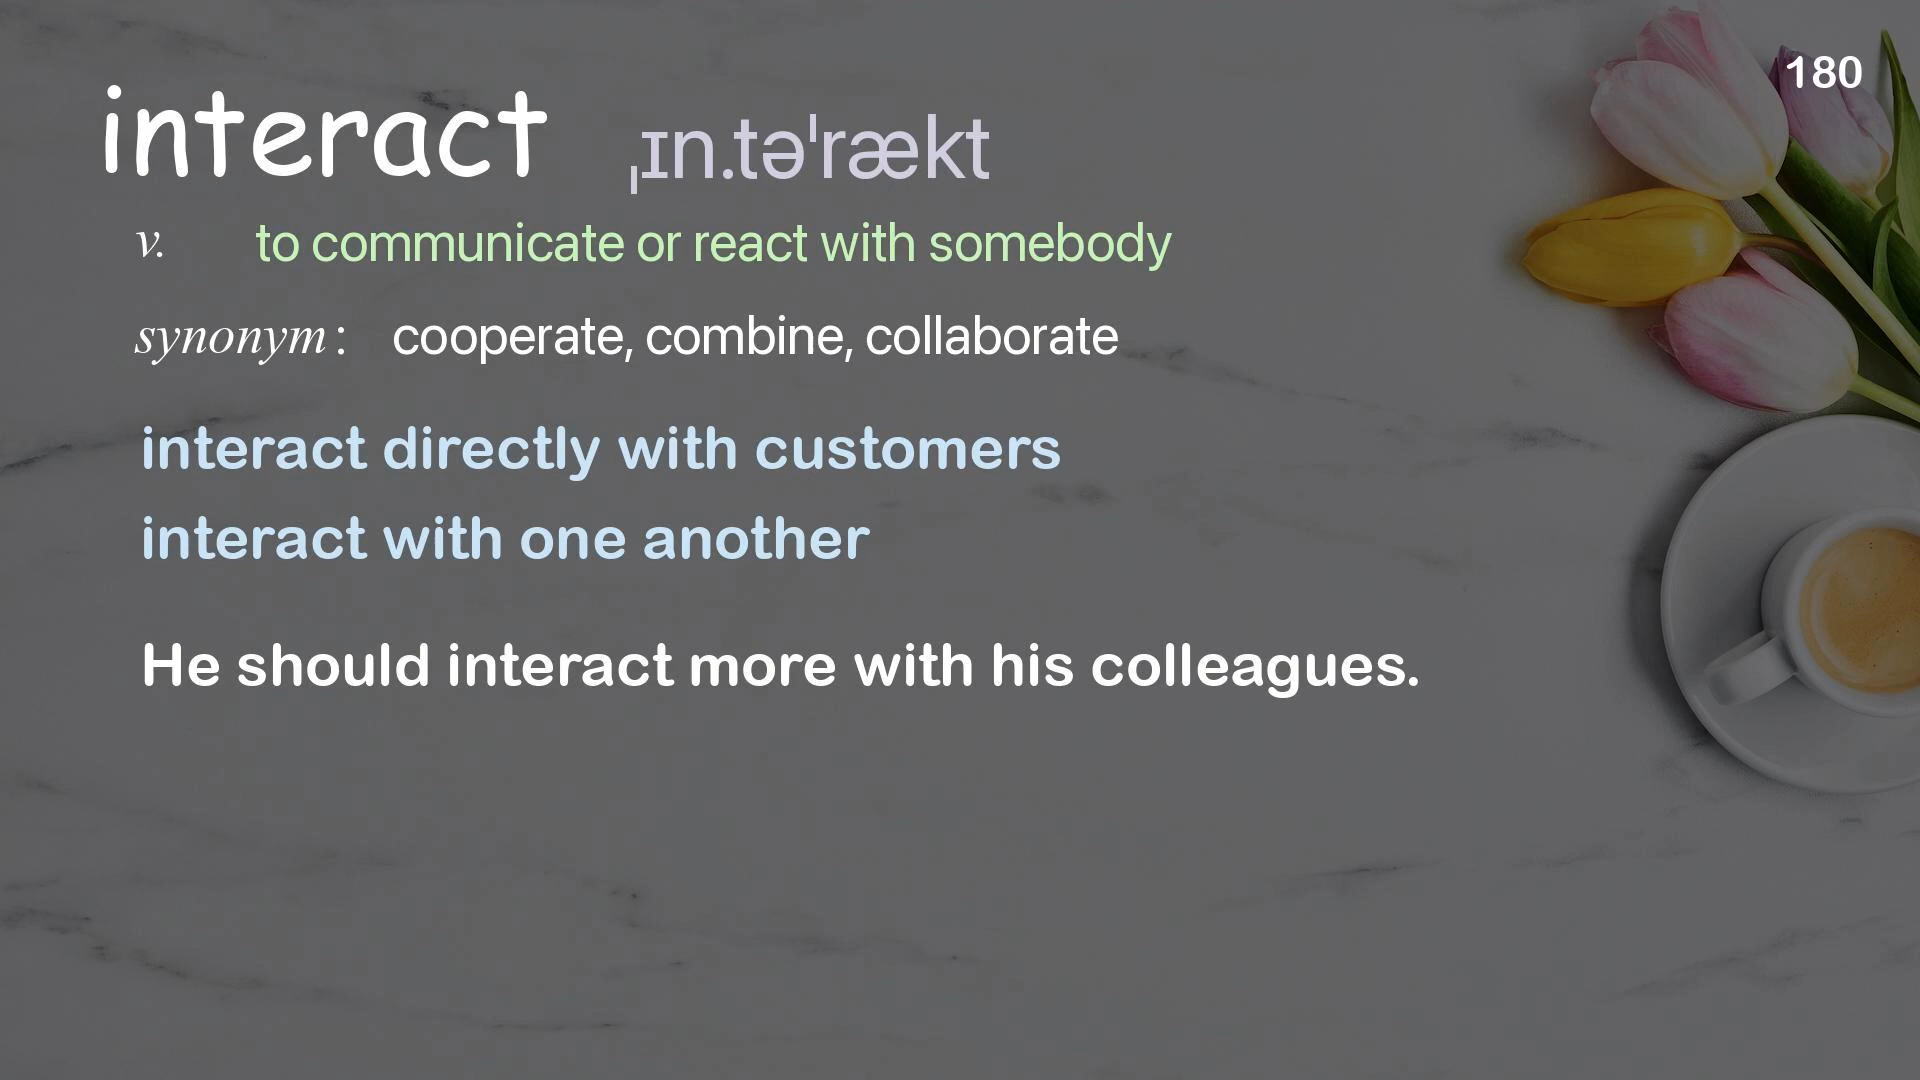 180
interact ˌɪn.təˈrækt
v. to communicate or react with somebody
synonym : cooperate, combine, collaborate
interact directly with customers
interact with one another
He should interact more with his colleagues.